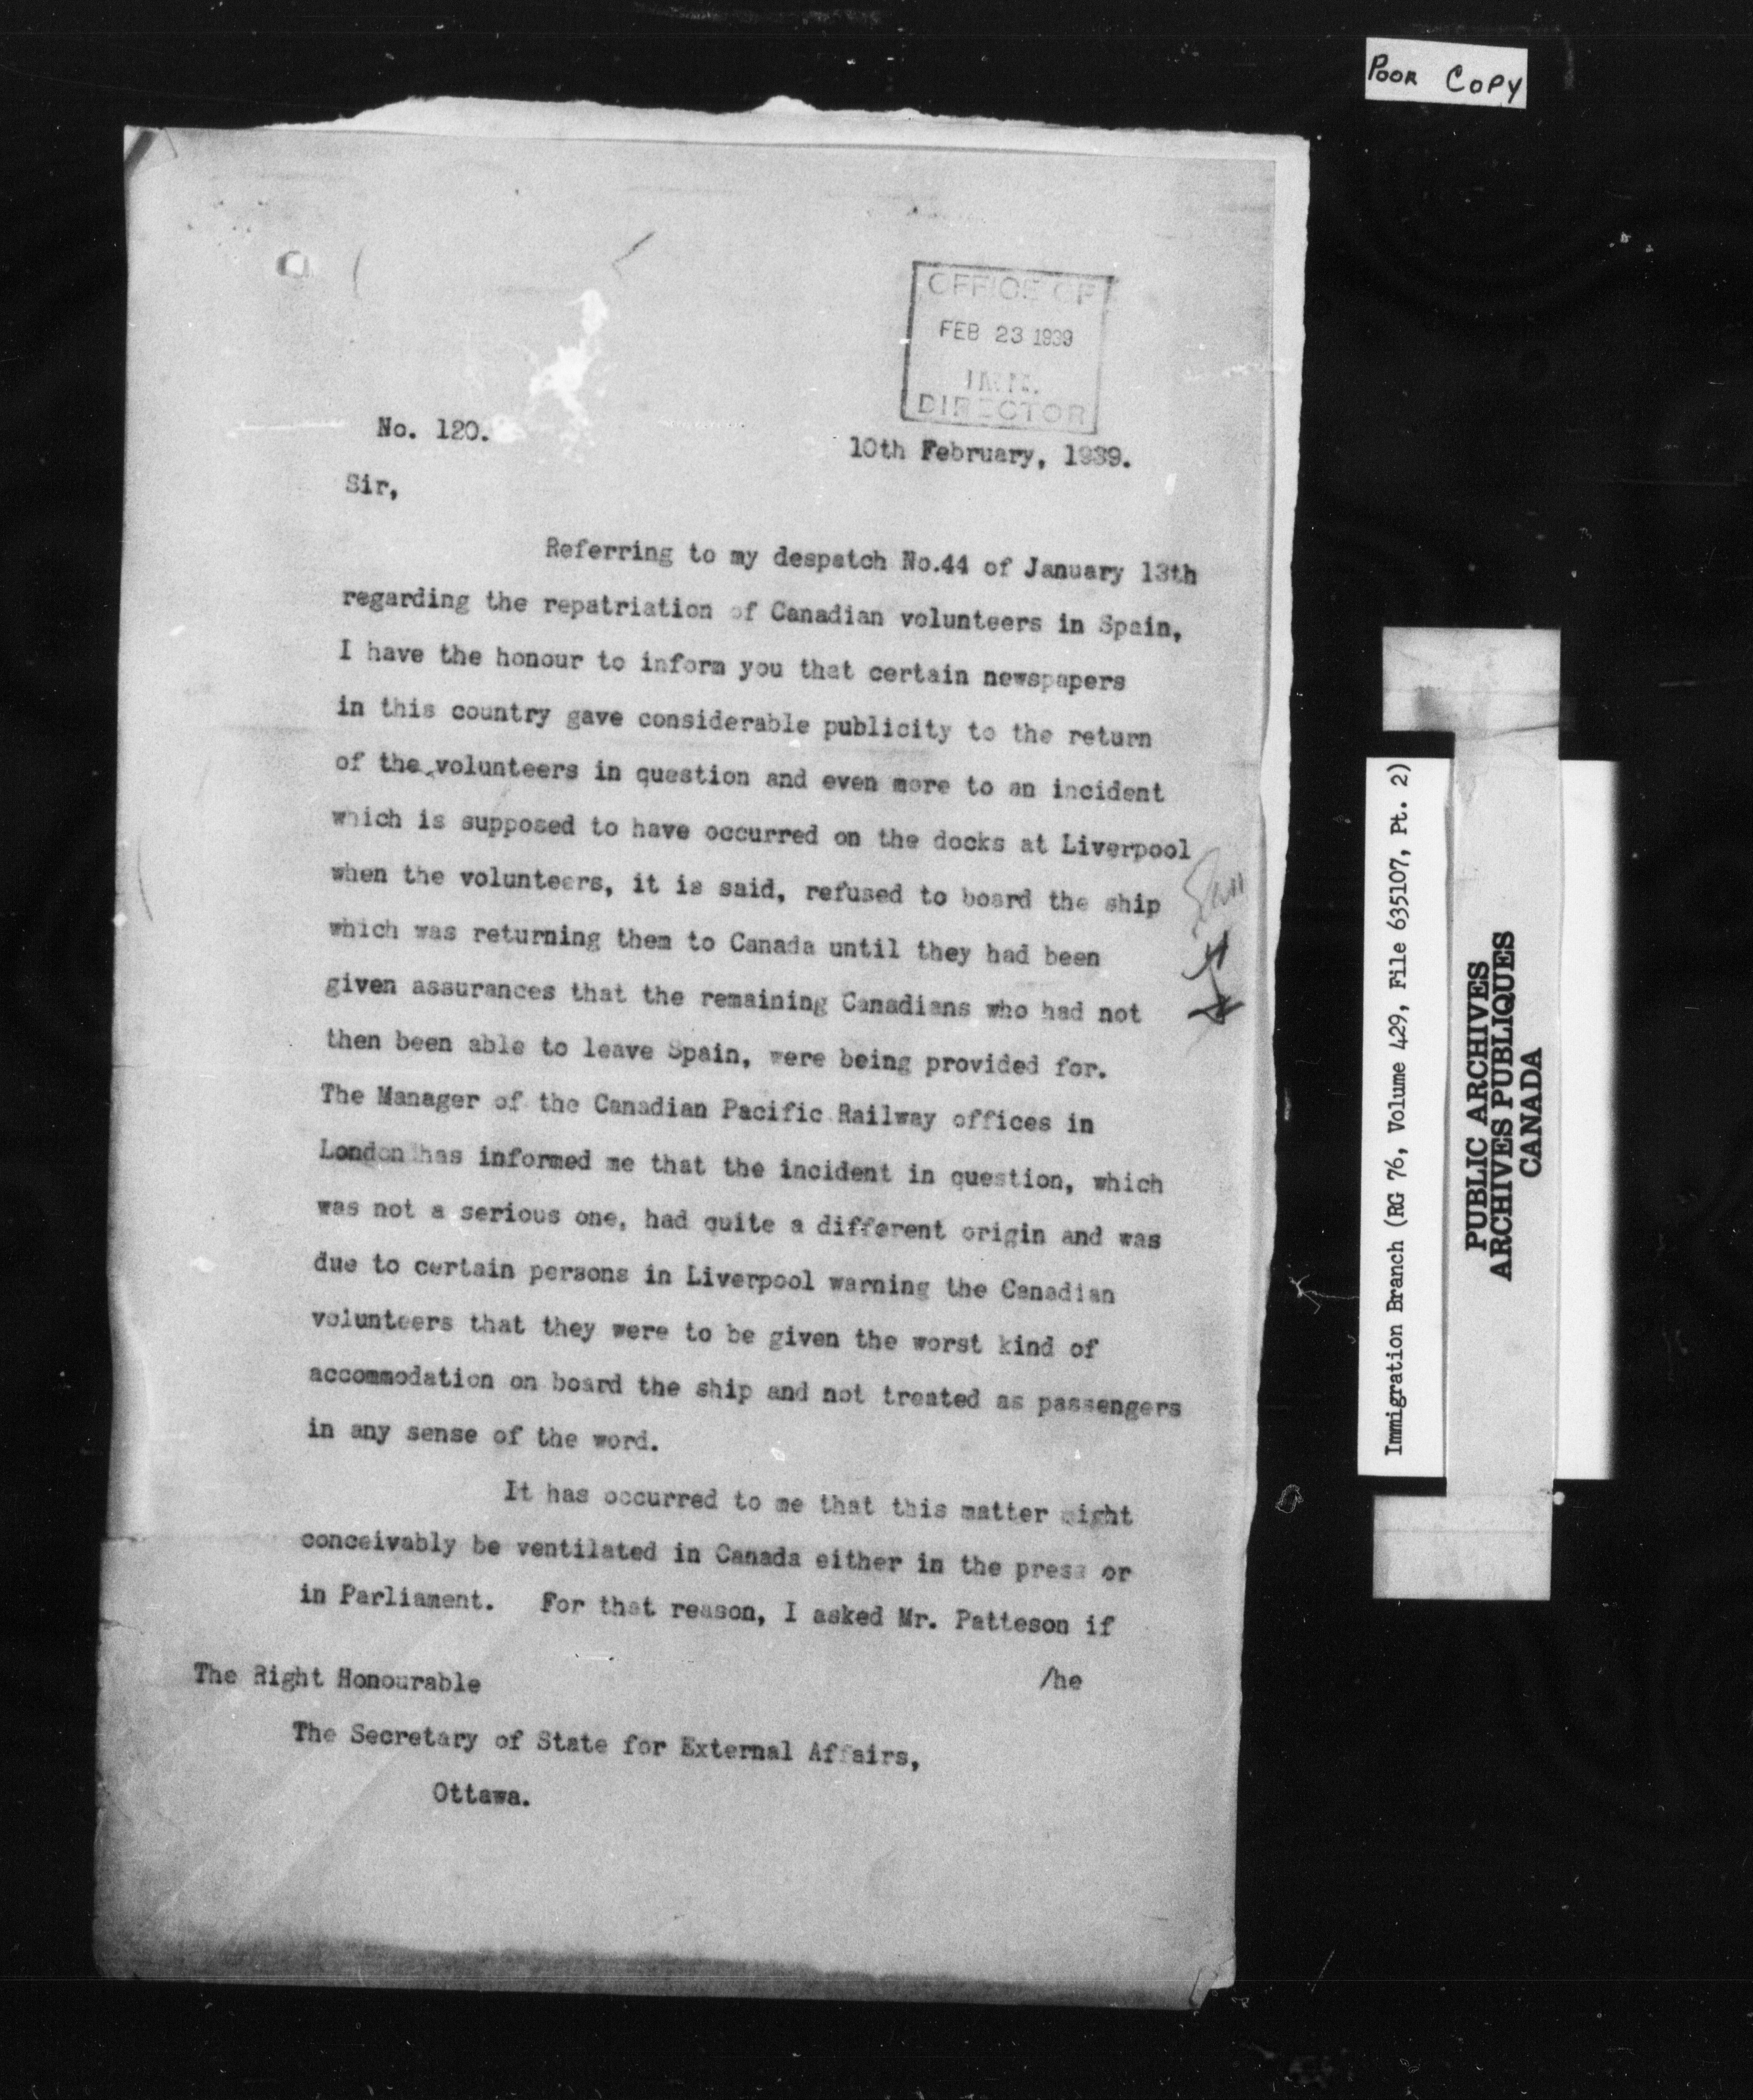 POOR COPY
OFFICE OF
FEB 23 1939
IMM.
DIRECTOR
No. 120.
10th February, 1939.
Sir,
Referring to my despatch No.44 of January 13th
regarding the repatriation of Canadian volunteers in Spain,
I have the honour to inform you that certain newspapers
in this country gave considerable publicity to the return
of the volunteers in question and even more to an incident
which is supposed to have occurred on the docks at Liverpool
when the volunteers, it is said, refused to board the ship
which was returning them to Canada until they had been
given assurances that the remaining Canadians who had not
then been able to leave Spain, were being provided for.
The Manager of the Canadian Pacific Railway offices in
London has informed me that the incident in question, which
was not a serious one, had quite a different origin and was
due to certain persons in Liverpool warning the Canadian
volunteers that they were to be given the worst kind of
accommodation on board the ship and not treated as passengers
in any sense of the word.
It has occurred to me that this matter might
conceivably be ventilated in Canada either in the press or
in Parliament. For that reason, I asked Mr. Patteson if
/he
The Right Honourable
The Secretary of State for External Affairs,
Ottawa.
Immigration Branch (RG 76, Volume 429, File 635107, Pt. 2)
PUBLIC ARCHIVES
ARCHIVES PUBLIQUES
CANADA